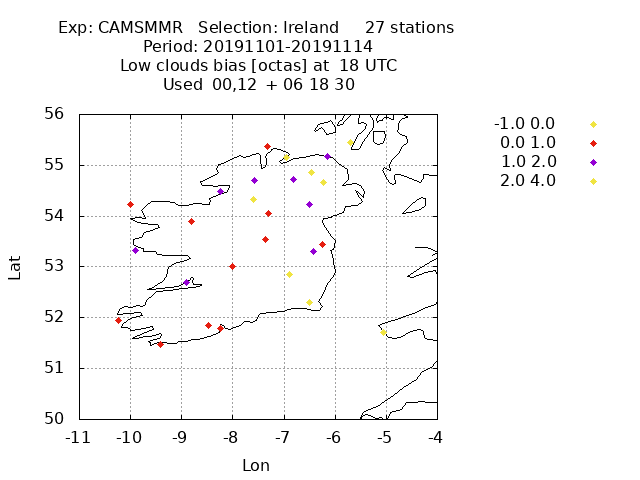 Exp: CAMSMMR Selection: Ireland 27 stations
Period: 20191101-20191114
Low clouds bias [octas] at 18 UTC
Used 00,12 + 06 18 30
-1.0 0.0
0.0 1.0
1.0 2.0
2.0 4.0
56
55
54
53
52
51
50
Lat
-11 -10 -9 -8 -7 -6 -5 -4
Lon